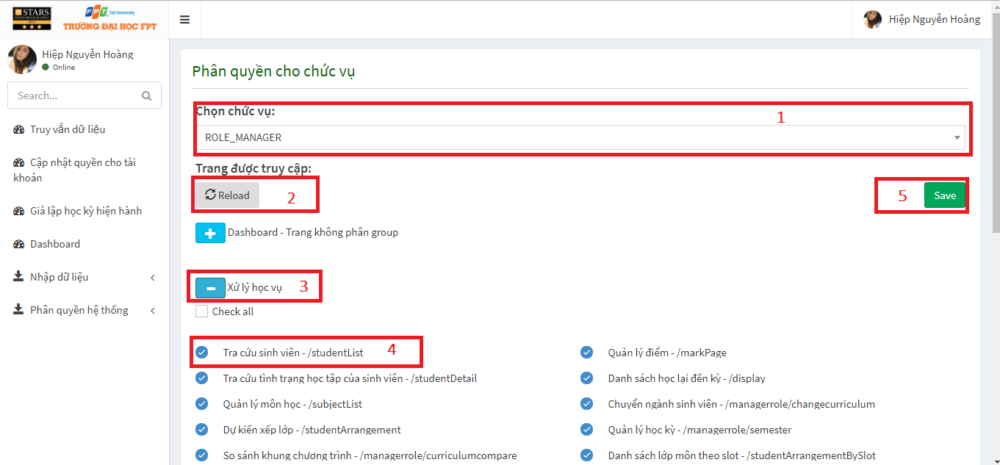 STARS
RATED FOR EXCELLENCE
2012
FPT. Fpt University
TRƯỜNG ĐẠI HỌC FPT
Hiệp Nguyễn Hoàng
Hiệp Nguyễn Hoàng
Online
Search...
Truy vấn dữ liệu
Cập nhật quyền cho tài
khoản
Giả lập học kỳ hiện hành
Dashboard
Nhập dữ liệu
Phân quyền hệ thống
Phân quyền cho chức vụ
Chọn chức vụ:
1
ROLE_MANAGER
Trang được truy cập:
Reload 2
5 Save
Dashboard - Trang không phân group
Xử lý học vụ 3
Check all
Tra cứu sinh viên - /studentList 4
Quản lý điểm - /markPage
Tra cứu tình trạng học tập của sinh viên - /studentDetail
Danh sách học lại đến kỳ - /display
Quản lý môn học - /subjectList
Chuyển ngành sinh viên - /managerrole/changecurriculum
Dự kiến xếp lớp - /studentArrangement
Quản lý học kỳ - /managerrole/semester
So sánh khung chương trình - /managerrole/curriculumcompare
Danh sách lớp môn theo slot - /studentArrangementBySlot